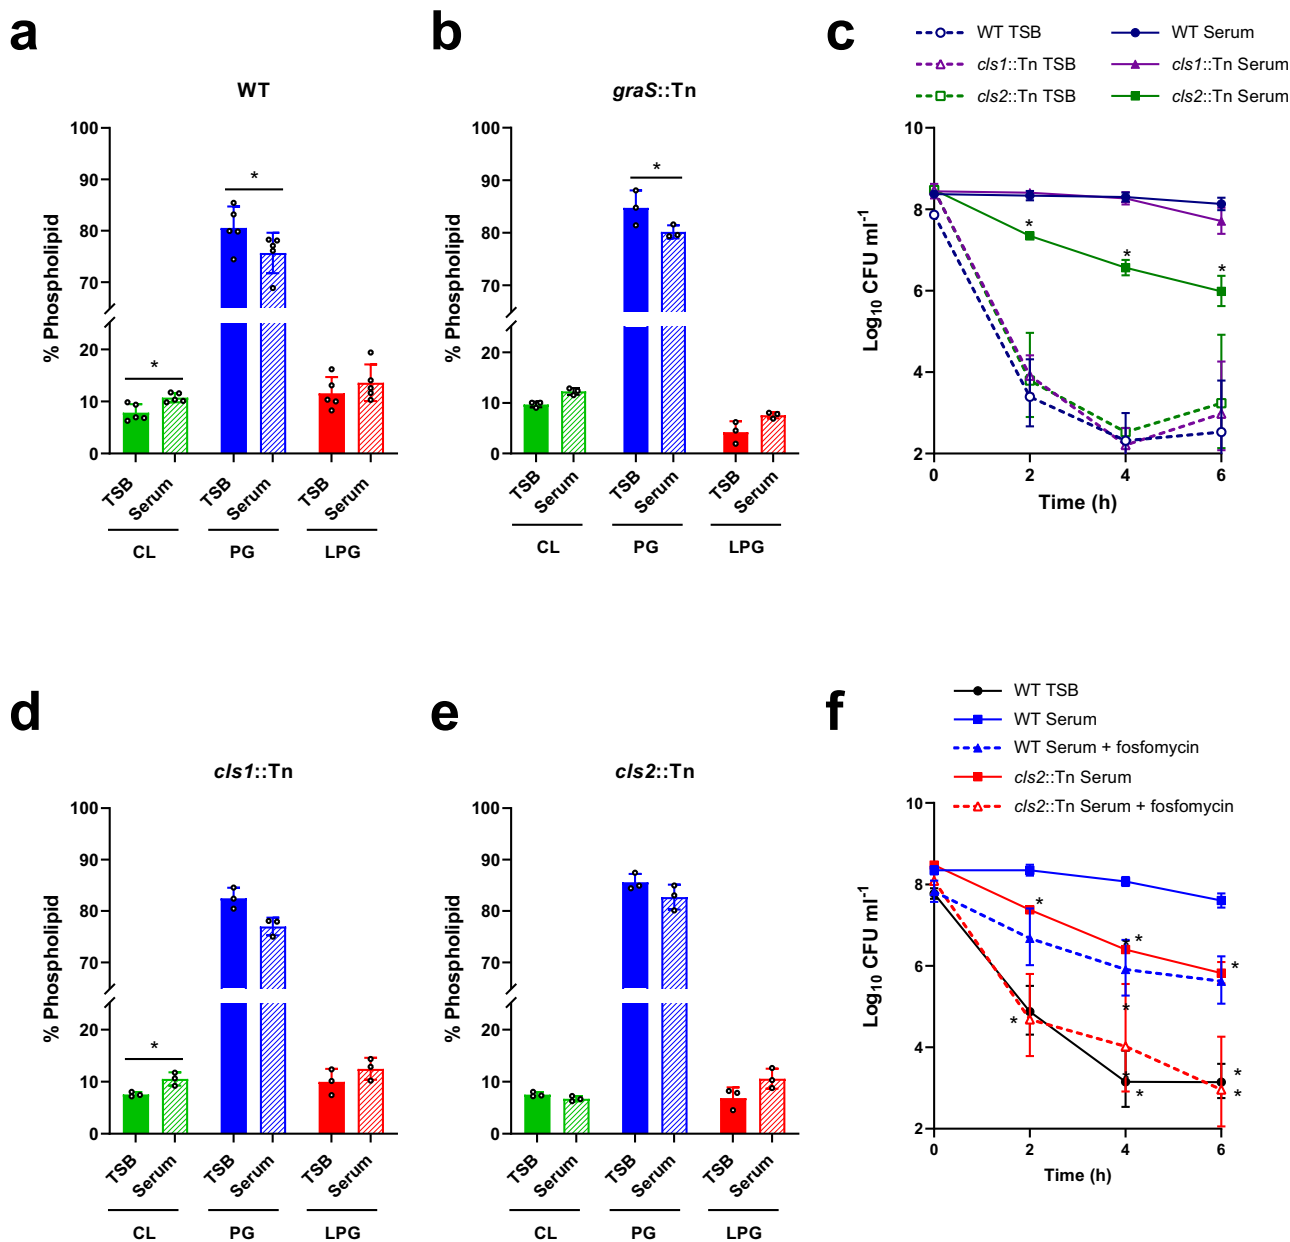 a
WT
% Phospholipid
100
90
80
70
20
10
0
*
*
TSB
Serum
TSB
Serum
TSB
Serum
CL
PG
LPG
b
graS::Tn
% Phospholipid
100
90
80
70
20
10
0
*
TSB
Serum
TSB
Serum
TSB
Serum
CL
PG
LPG
c
WT TSB
WT Serum
cls1::Tn TSB
cls1::Tn Serum
cls2::Tn TSB
cls2::Tn Serum
Log10 CFU ml-1
10
8
6
4
2
*
*
*
0 2 4 6
Time (h)
d
cls1::Tn
% Phospholipid
100
90
80
70
20
10
0
*
TSB
Serum
TSB
Serum
TSB
Serum
CL
PG
LPG
e
cls2::Tn
% Phospholipid
100
90
80
70
20
10
0
TSB
Serum
TSB
Serum
TSB
Serum
CL
PG
LPG
f
WT TSB
WT Serum
WT Serum + fosfomycin
cls2::Tn Serum
cls2::Tn Serum + fosfomycin
Log10 CFU ml-1
10
8
6
4
2
*
*
*
*
*
*
*
*
*
0 2 4 6
Time (h)